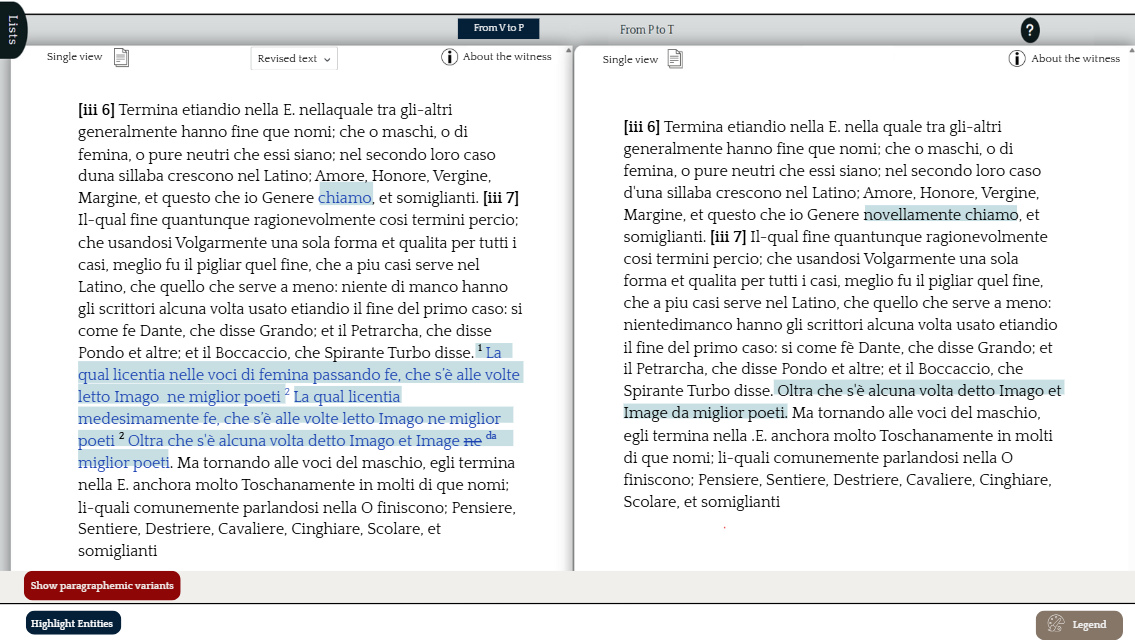 Lists
From V to P
From P to T
?
Single view
Revised text
About the witness
[iii 6] Termina etiandio nella E. nellaquale tra gli-altri
generalmente hanno fine que nomi; che o maschi, o di
femina, o pure neutri che essi siano; nel secondo loro caso
duna sillaba crescono nel Latino; Amore, Honore, Vergine,
Margine, et questo che io Genere chiamo, et somiglianti. [iii 7]
Il-qual fine quantunque ragionevolmente cosi termini percio;
che usandosi Volgarmente una sola forma et qualita per tutti i
casi, meglio fu il pigliar quel fine, che a piu casi serve nel
Latino, che quello che serve a meno: niente di manco hanno
gli scrittori alcuna volta usato etiandio il fine del primo caso: si
come fe Dante, che disse Grando; et il Petrarcha, che disse
Pondo et altre; et il Boccaccio, che Spirante Turbo disse. 1 La
qual licentia nelle voci di femina passando fe, che s'è alle volte
letto Imago ne miglior poeti 2 La qual licentia
medesimamente fe, che s'è alle volte letto Imago ne miglior
poeti 2 Oltra che s'è alcuna volta detto Imago et Image ne da
miglior poeti. Ma tornando alle voci del maschio, egli termina
nella E. anchora molto Toschanamente in molti di que nomi;
li-quali comunemente parlandosi nella O finiscono; Pensiere,
Sentiere, Destriere, Cavaliere, Cinghiare, Scolare, et
somiglianti
Single view
About the witness
[iii 6] Termina etiandio nella E. nella quale tra gli-altri
generalmente hanno fine que nomi; che o maschi, o di
femina, o pure neutri che essi siano; nel secondo loro caso
d'una sillaba crescono nel Latino; Amore, Honore, Vergine,
Margine, et questo che io Genere novellamente chiamo, et
somiglianti. [iii 7] Il-qual fine quantunque ragionevolmente
cosi termini percio; che usandosi Volgarmente una sola
forma et qualita per tutti i casi, meglio fu il pigliar quel fine,
che a piu casi serve nel Latino, che quello che serve a meno:
nientedimanco hanno gli scrittori alcuna volta usato etiandio
il fine del primo caso: si come fè Dante, che disse Grando; et
il Petrarcha, che disse Pondo et altre; et il Boccaccio, che
Spirante Turbo disse. Oltra che s'è alcuna volta detto Imago et
Image da miglior poeti. Ma tornando alle voci del maschio,
egli termina nella .E. anchora molto Toschanamente in molti
di que nomi; li-quali comunemente parlandosi nella O
finiscono; Pensiere, Sentiere, Destriere, Cavaliere, Cinghiare,
Scolare, et somiglianti
Show paragraphemic variants
Highlight Entities
Legend